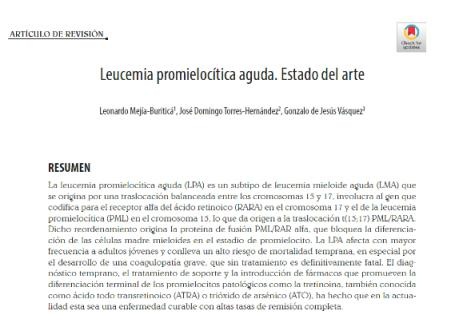 ARTÍCULO DE REVISIÓN
Check for updates
Leucemia promielocítica aguda. Estado del arte
Leonardo Mejía-Buriticá¹, José Domingo Torres-Hernández², Gonzalo de Jesús Vásquez³
RESUMEN
La leucemia promielocítica aguda (LPA) es un subtipo de leucemia mieloide aguda (LMA) que
se origina por una traslocación balanceada entre los cromosomas 15 y 17, involucra al gen que
codifica para el receptor alfa del ácido retinoico (RARA) en el cromosoma 17 y el de la leucemia
promielocítica (PML) en el cromosoma 15, lo que da origen a la traslocación t(15;17) PML/RARA.
Dicho reordenamiento origina la proteína de fusión PML/RAR alfa, que bloquea la diferencia-
ción de las células madre mieloides en el estadio de promielocito. La LPA afecta con mayor
frecuencia a adultos jóvenes y conlleva un alto riesgo de mortalidad temprana, en especial por
el desarrollo de una coagulopatía grave, que sin tratamiento es definitivamente fatal. El diag-
nóstico temprano, el tratamiento de soporte y la introducción de fármacos que promueven la
diferenciación terminal de los promielocitos patológicos como la tretinoína, también conocida
como ácido todo transretinoico (ATRA) o trióxido de arsénico (ATO), ha hecho que en la actua-
lidad esta sea una enfermedad curable con altas tasas de remisión completa.